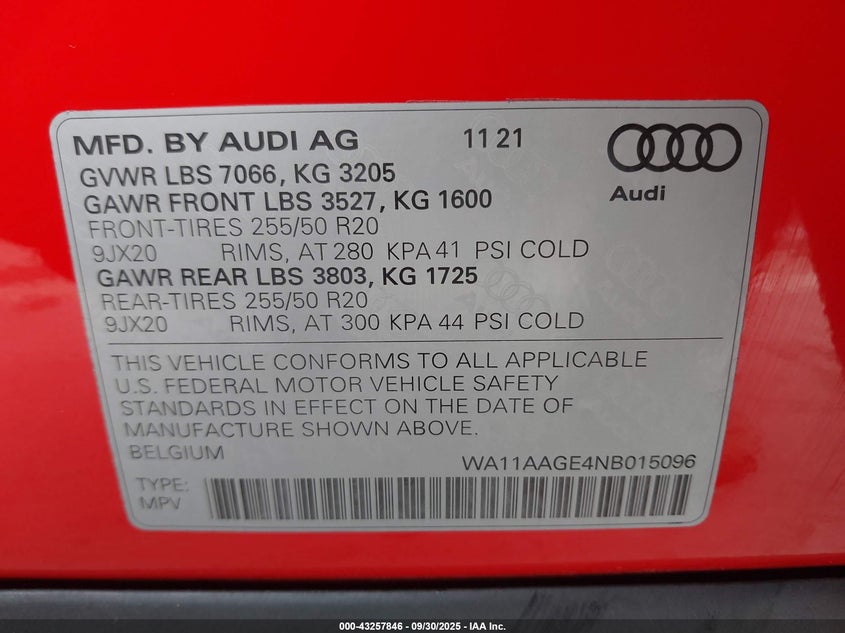 MFD. BY AUDI AG 11 21
Audi
GVWR LBS 7066, KG 3205
GAWR FRONT LBS 3527, KG 1600
FRONT-TIRES 255/50 R20
9JX20 RIMS, AT 280 KPA 41 PSI COLD
GAWR REAR LBS 3803, KG 1725
REAR-TIRES 255/50 R20
9JX20 RIMS, AT 300 KPA 44 PSI COLD
THIS VEHICLE CONFORMS TO ALL APPLICABLE
U.S. FEDERAL MOTOR VEHICLE SAFETY
STANDARDS IN EFFECT ON THE DATE OF
MANUFACTURE SHOWN ABOVE.
BELGIUM
WA11AAGE4NB015096
TYPE:
MPV
000-43257846 - 09/30/2025 - IAA Inc.